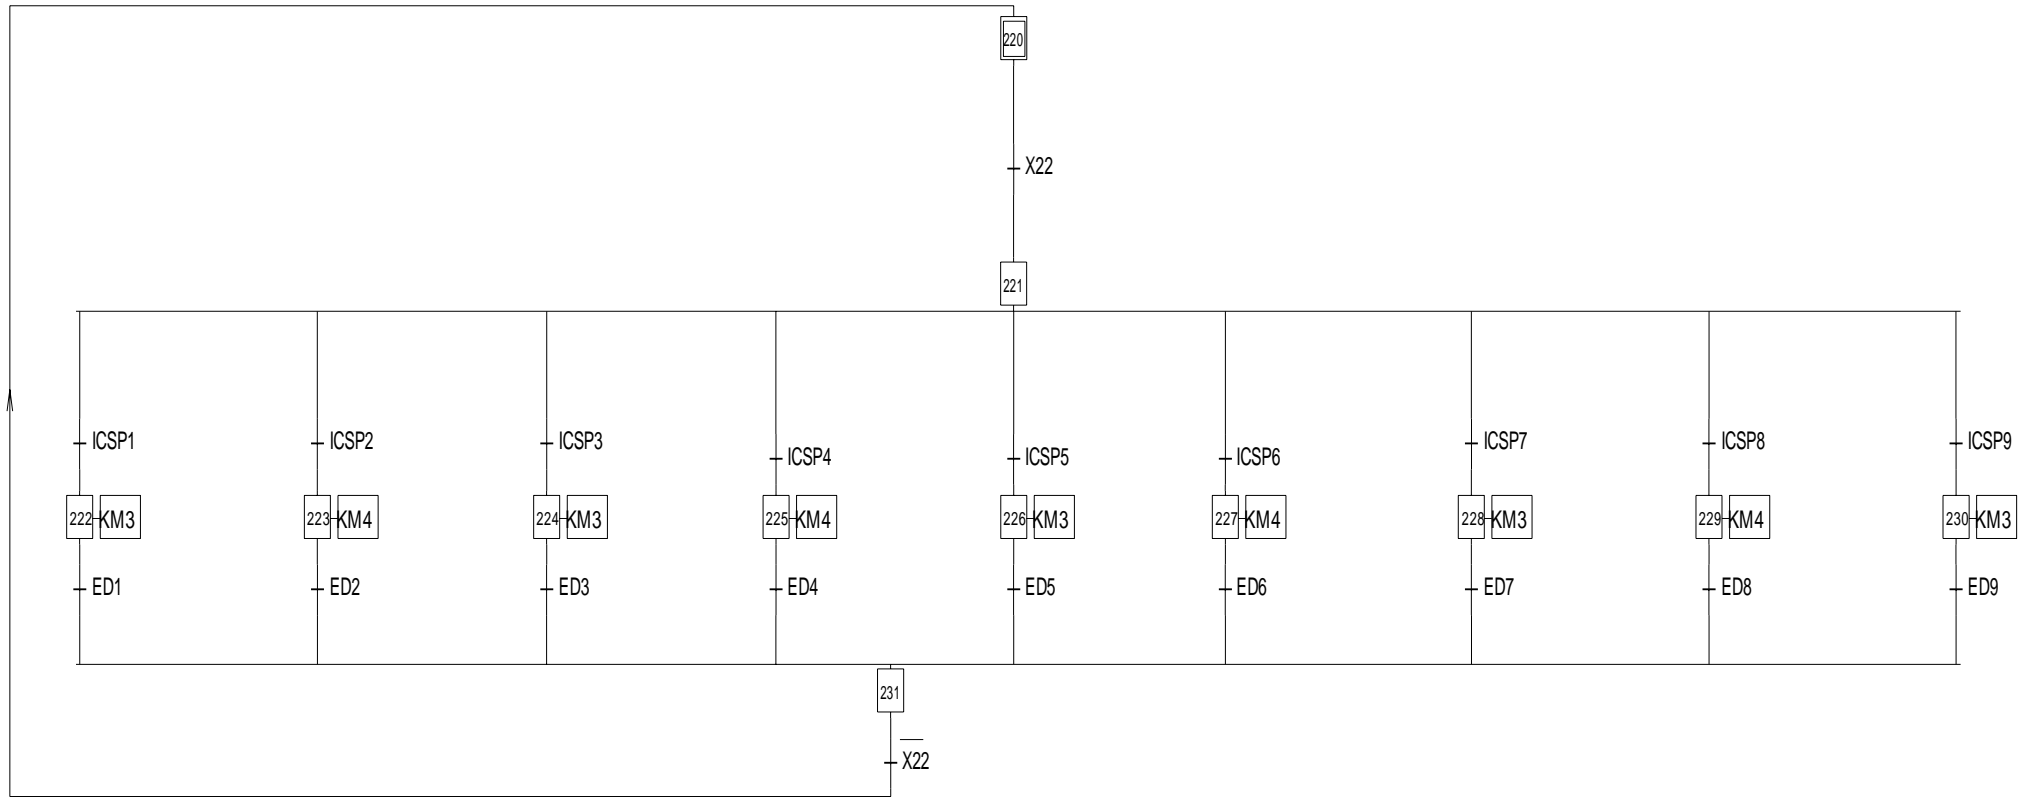 220
X22
221
ICSP1 ICSP2 ICSP3 ICSP4 ICSP5 ICSP6 ICSP7 ICSP8 ICSP9
222 KM3 223 KM4 224 KM3 225 KM4 226 KM3 227 KM4 228 KM3 229 KM4 230 KM3
ED1 ED2 ED3 ED4 ED5 ED6 ED7 ED8 ED9
231
X̅2̅2̅